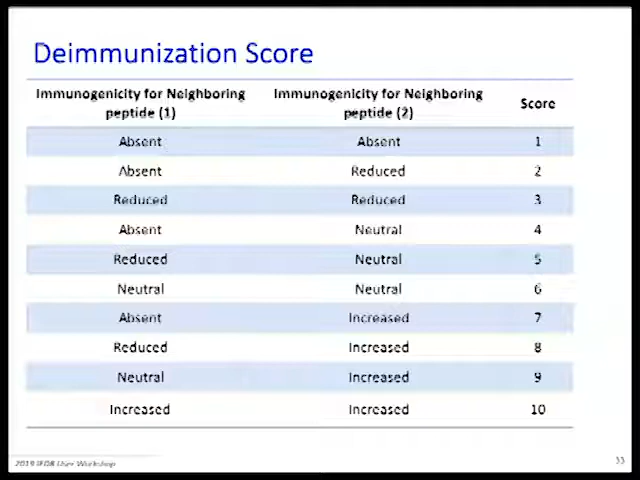 Deimmunization Score
Immunogenicity for Neighboring peptide (1) Immunogenicity for Neighboring peptide (2) Score
Absent Absent 1
Absent Reduced 2
Reduced Reduced 3
Absent Neutral 4
Reduced Neutral 5
Neutral Neutral 6
Absent Increased 7
Reduced Increased 8
Neutral Increased 9
Increased Increased 10
2019 IEDB User Workshop